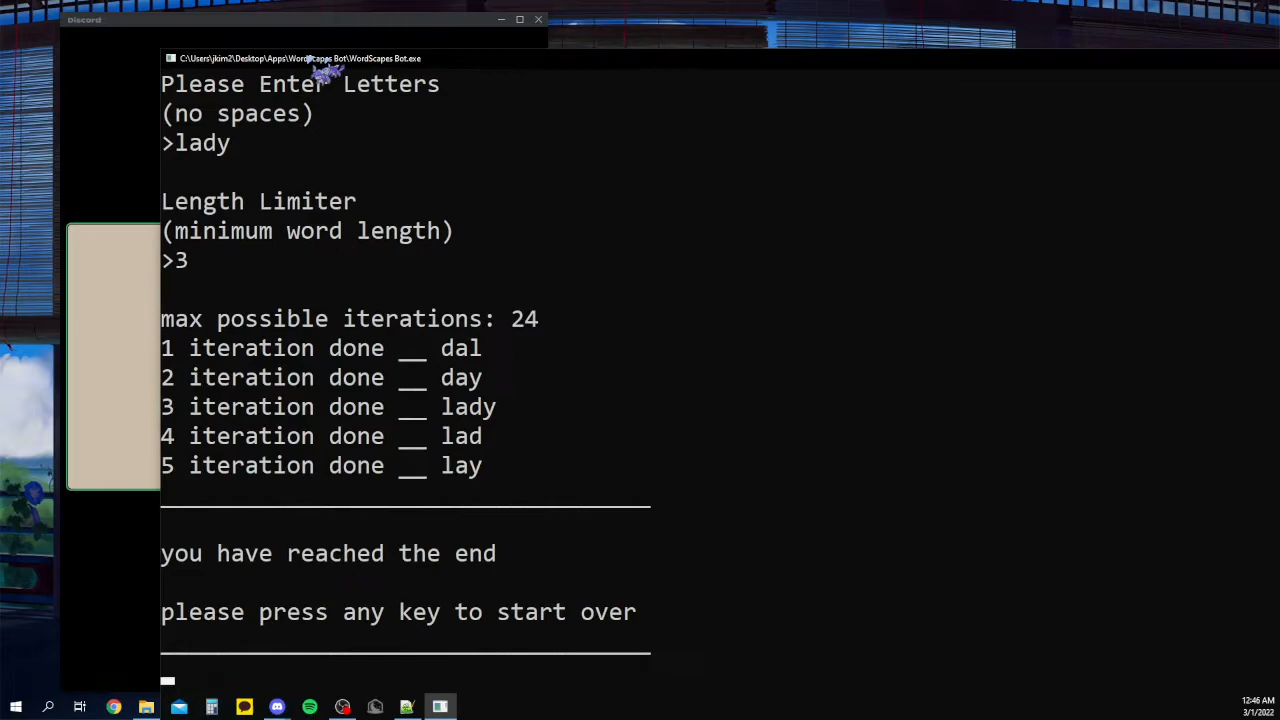 Discord
C:\Users\jkim2\Desktop\Apps\WordScapes Bot\WordScapes Bot.exe
Please Enter Letters
(no spaces)
>lady
Length Limiter
(minimum word length)
>3
max possible iterations: 24
1 iteration done __ dal
2 iteration done __ day
3 iteration done __ lady
4 iteration done __ lad
5 iteration done __ lay
___________________________________
you have reached the end
please press any key to start over
___________________________________
12:46 AM
3/1/2022